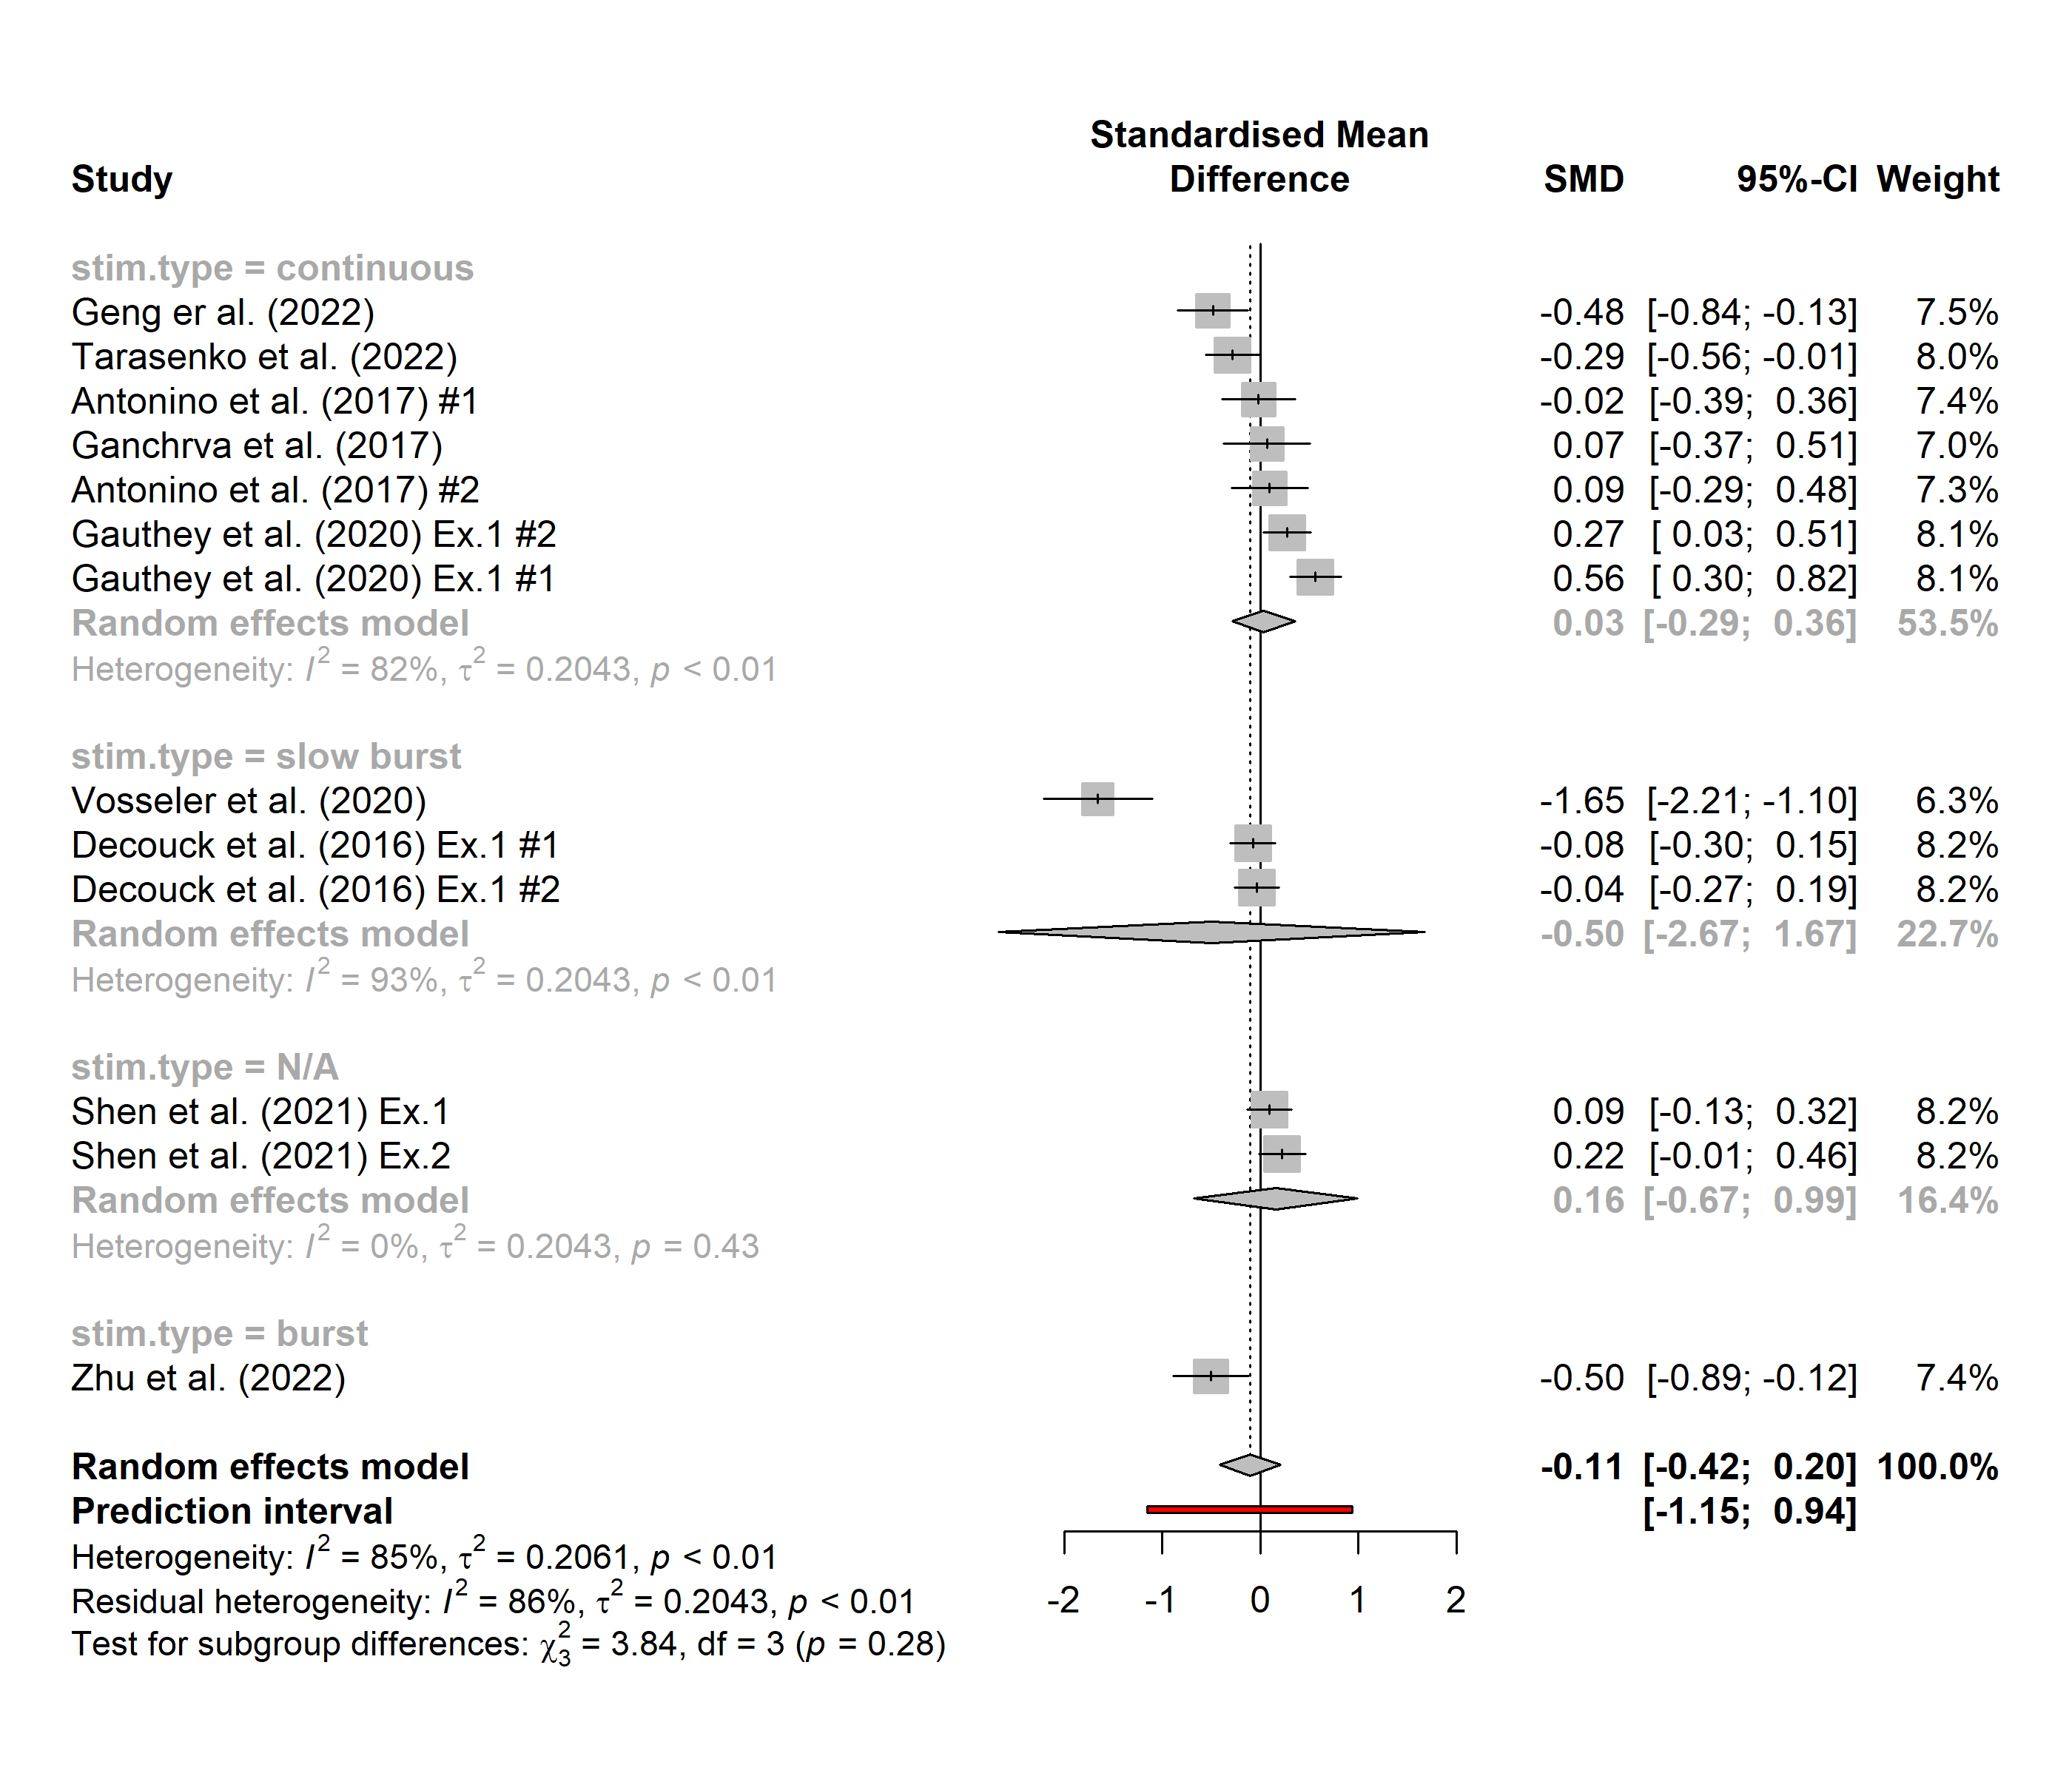 Standardised Mean
Study Difference SMD 95%-CI Weight
stim.type = continuous
Geng er al. (2022) -0.48 [-0.84; -0.13] 7.5%
Tarasenko et al. (2022) -0.29 [-0.56; -0.01] 8.0%
Antonino et al. (2017) #1 -0.02 [-0.39; 0.36] 7.4%
Ganchrva et al. (2017) 0.07 [-0.37; 0.51] 7.0%
Antonino et al. (2017) #2 0.09 [-0.29; 0.48] 7.3%
Gauthey et al. (2020) Ex.1 #2 0.27 [ 0.03; 0.51] 8.1%
Gauthey et al. (2020) Ex.1 #1 0.56 [ 0.30; 0.82] 8.1%
Random effects model 0.03 [-0.29; 0.36] 53.5%
Heterogeneity: I² = 82%, τ² = 0.2043, p < 0.01
stim.type = slow burst
Vosseler et al. (2020) -1.65 [-2.21; -1.10] 6.3%
Decouck et al. (2016) Ex.1 #1 -0.08 [-0.30; 0.15] 8.2%
Decouck et al. (2016) Ex.1 #2 -0.04 [-0.27; 0.19] 8.2%
Random effects model -0.50 [-2.67; 1.67] 22.7%
Heterogeneity: I² = 93%, τ² = 0.2043, p < 0.01
stim.type = N/A
Shen et al. (2021) Ex.1 0.09 [-0.13; 0.32] 8.2%
Shen et al. (2021) Ex.2 0.22 [-0.01; 0.46] 8.2%
Random effects model 0.16 [-0.67; 0.99] 16.4%
Heterogeneity: I² = 0%, τ² = 0.2043, p = 0.43
stim.type = burst
Zhu et al. (2022) -0.50 [-0.89; -0.12] 7.4%
Random effects model -0.11 [-0.42; 0.20] 100.0%
Prediction interval [-1.15; 0.94]
Heterogeneity: I² = 85%, τ² = 0.2061, p < 0.01
Residual heterogeneity: I² = 86%, τ² = 0.2043, p < 0.01
-2 -1 0 1 2
Test for subgroup differences: χ²₃ = 3.84, df = 3 (p = 0.28)